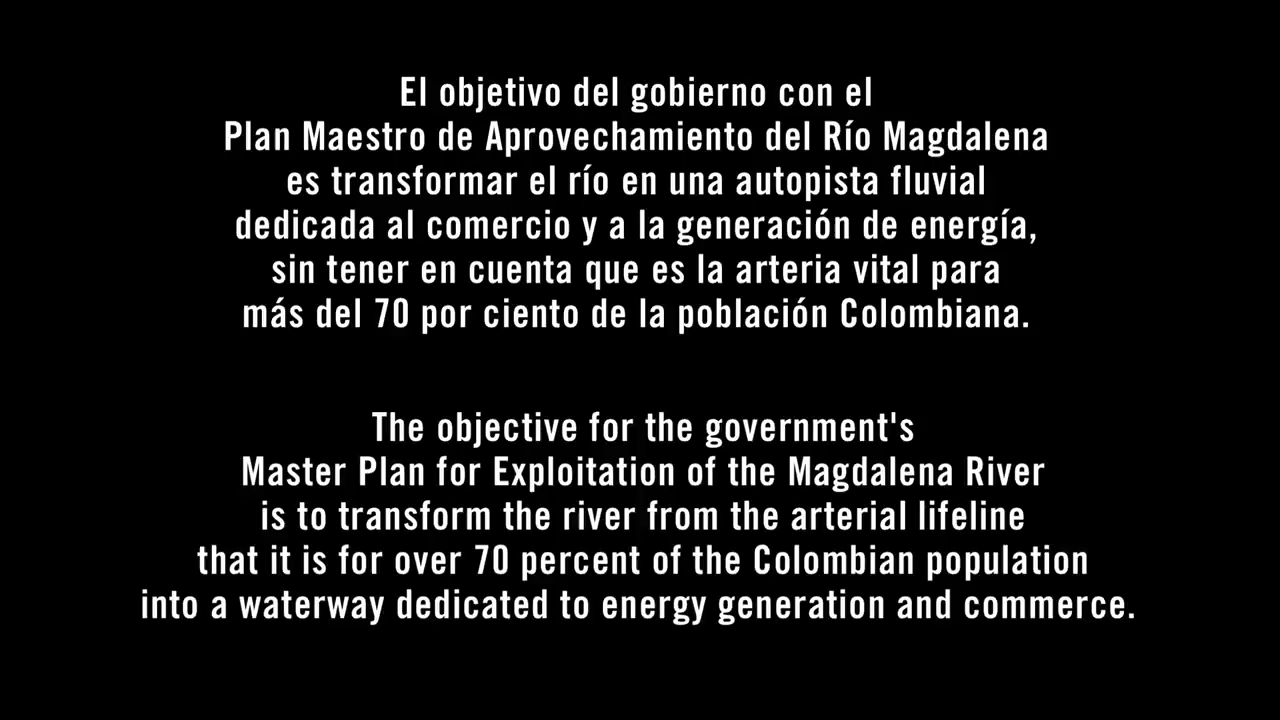 El objetivo del gobierno con el
Plan Maestro de Aprovechamiento del Río Magdalena
es transformar el río en una autopista fluvial
dedicada al comercio y a la generación de energía,
sin tener en cuenta que es la arteria vital para
más del 70 por ciento de la población Colombiana.
The objective for the government's
Master Plan for Exploitation of the Magdalena River
is to transform the river from the arterial lifeline
that it is for over 70 percent of the Colombian population
into a waterway dedicated to energy generation and commerce.